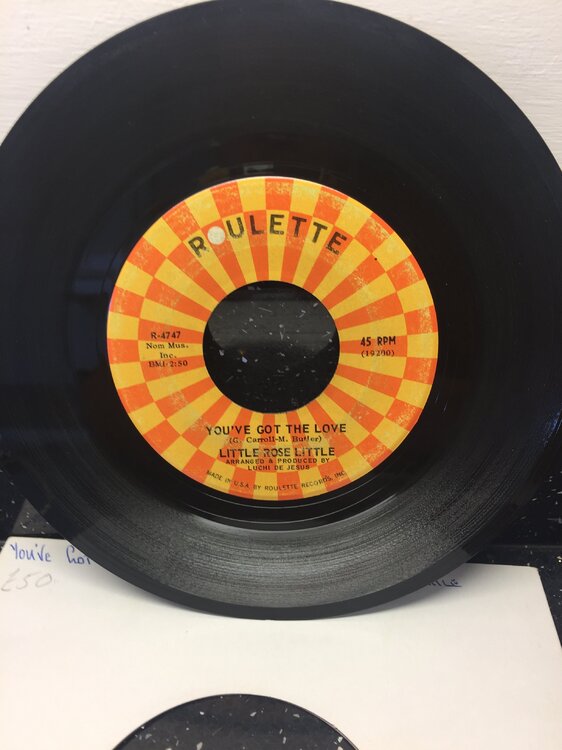 ROULETTE
R-4747
Nom Mus.
Inc.
BMI-2:50
45 RPM
(19200)
YOU'VE GOT THE LOVE
(G. Carroll-M. Butler)
LITTLE ROSE LITTLE
ARRANGED & PRODUCED BY
LUCHI DE JESUS
MADE IN U.S.A. BY ROULETTE RECORDS, INC.
You've Got
£50